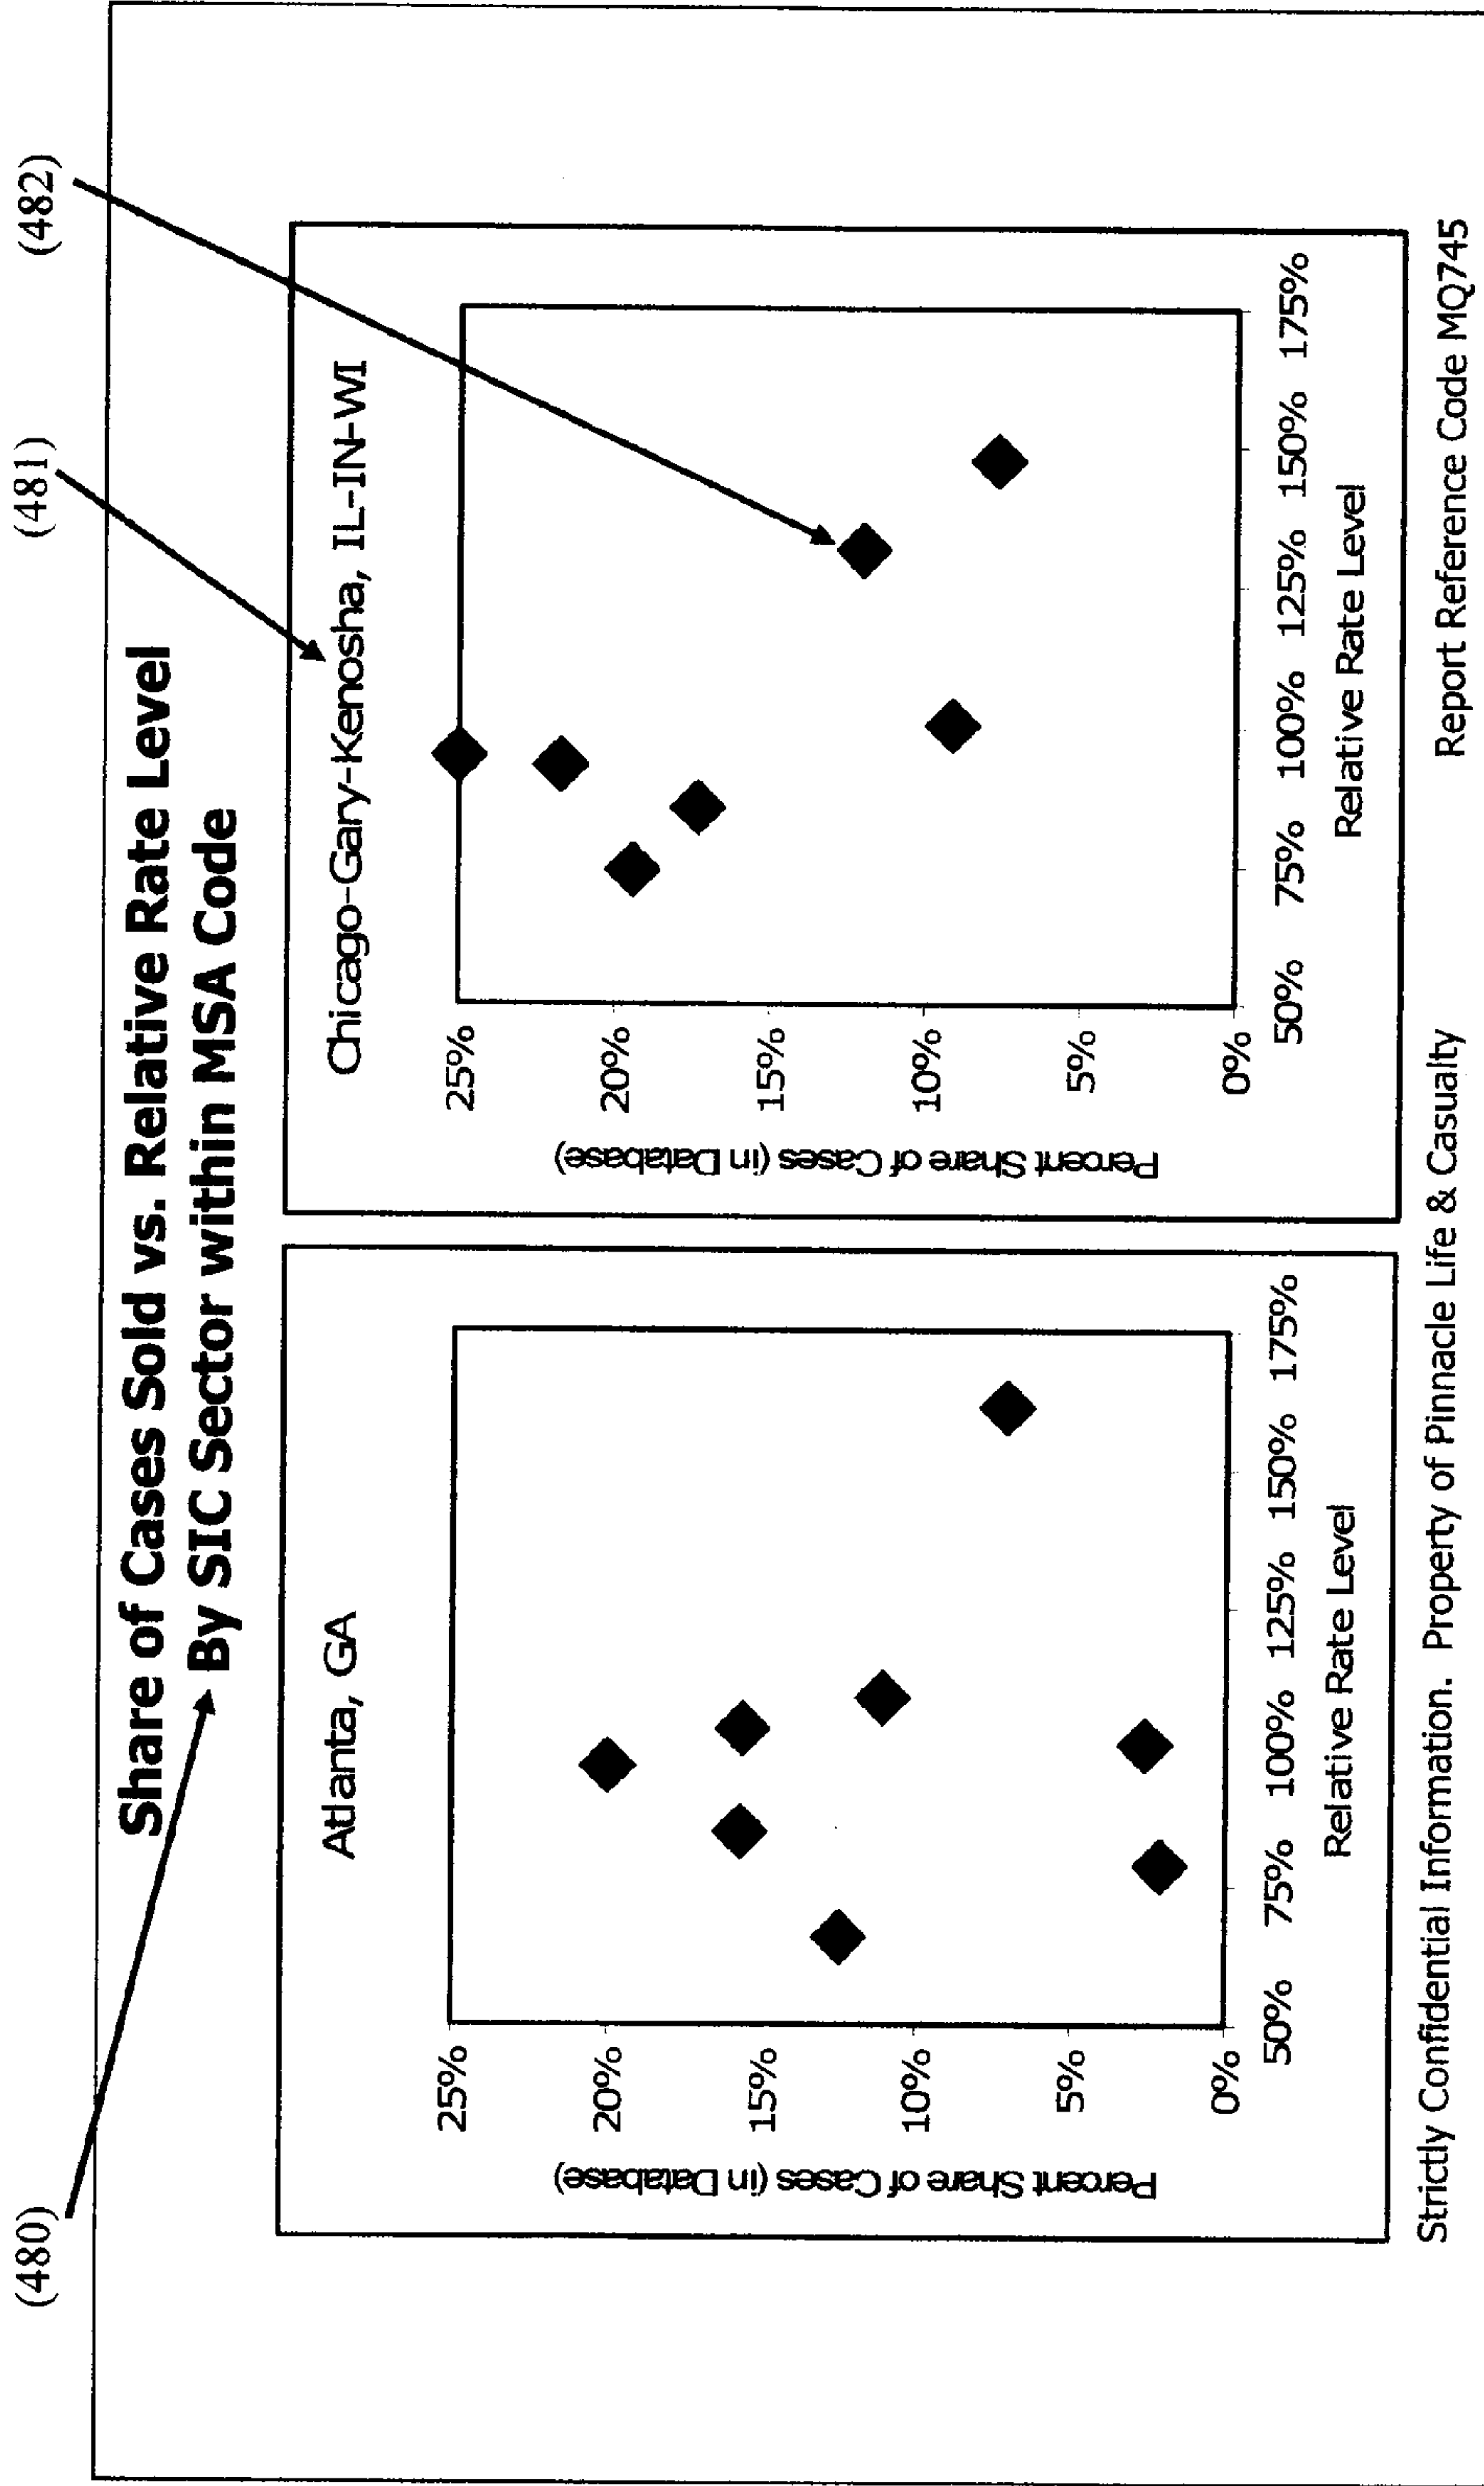 (480)
(481)
(482)
Share of Cases Sold vs. Relative Rate Level
By SIC Sector within MSA Code
Atlanta, GA
Percent Share of Cases (in Database)
25%
20%
15%
10%
5%
0%
50% 75% 100% 125% 150% 175%
Relative Rate Level
Chicago-Gary-Kenosha, IL-IN-WI
Percent Share of Cases (in Database)
25%
20%
15%
10%
5%
0%
50% 75% 100% 125% 150% 175%
Relative Rate Level
Strictly Confidential Information. Property of Pinnacle Life & Casualty
Report Reference Code MQ745